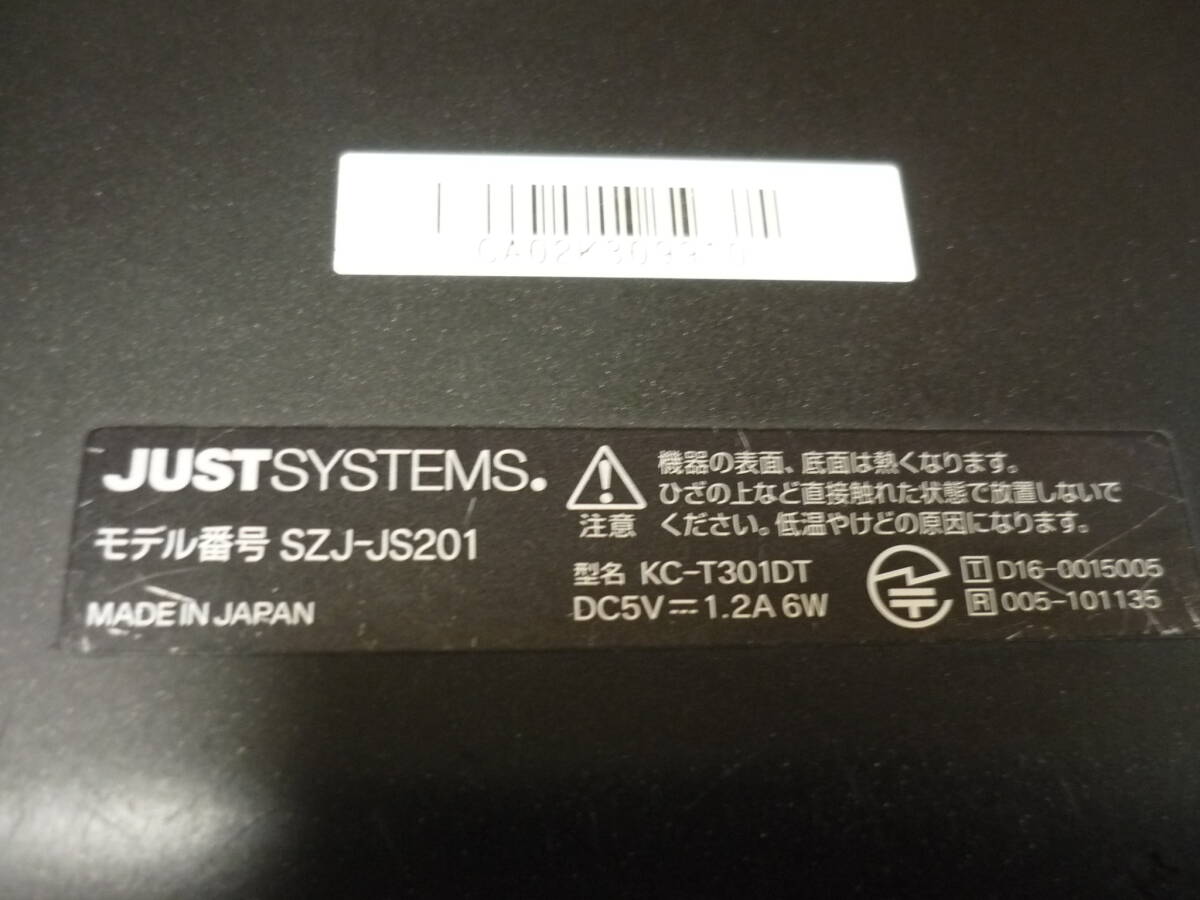 JUSTSYSTEMS.
モデル番号 SZJ-JS201
MADE IN JAPAN
注意
機器の表面、底面は熱くなります。
ひざの上など直接触れた状態で放置しないで
ください。低温やけどの原因になります。
型名 KC-T301DT
DC5V⎓1.2A 6W
T D16-0015005
R 005-101135